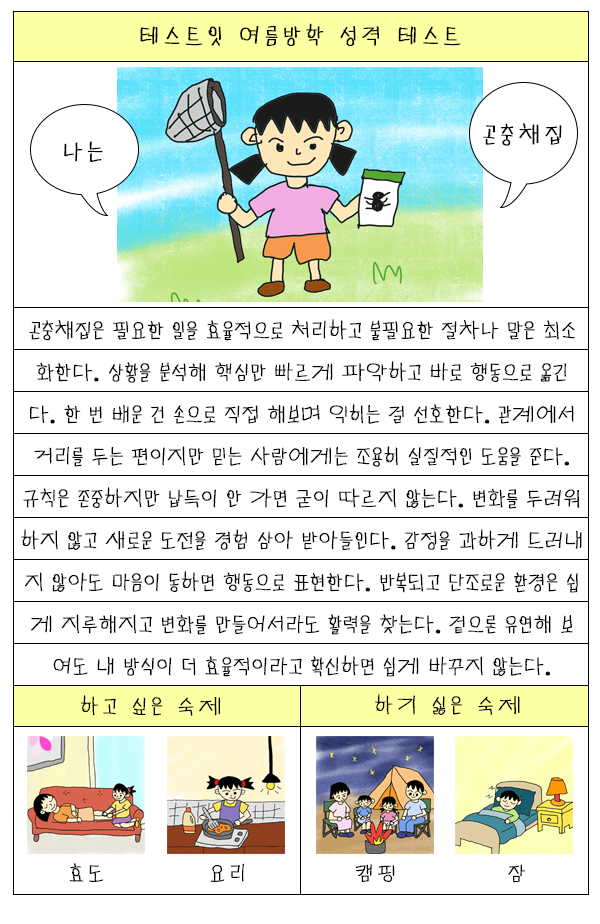 테스트잇 여름방학 성격 테스트
나는
곤충채집
곤충채집은 필요한 일을 효율적으로 처리하고 불필요한 절차나 말은 최소
화한다. 상황을 분석해 핵심만 빠르게 파악하고 바로 행동으로 옮긴
다. 한 번 배운 건 손으로 직접 해보며 익히는 걸 선호한다. 관계에서
거리를 두는 편이지만 믿는 사람에게는 조용히 실질적인 도움을 준다.
규칙은 존중하지만 납득이 안 가면 굳이 따르지 않는다. 변화를 두려워
하지 않고 새로운 도전을 경험 삼아 받아들인다. 감정을 과하게 드러내
지 않아도 마음이 동하면 행동으로 표현한다. 반복되고 단조로운 환경은 쉽
게 지루해지고 변화를 만들어서라도 활력을 찾는다. 겉으론 유연해 보
여도 내 방식이 더 효율적이라고 확신하면 쉽게 바꾸지 않는다.
하고 싶은 숙제
하기 싫은 숙제
효도
요리
캠핑
잠